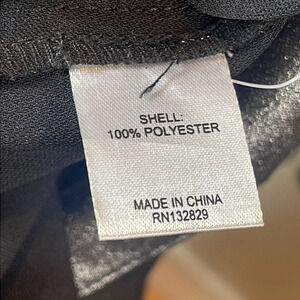 SHELL:
100% POLYESTER
MADE IN CHINA
RN132829